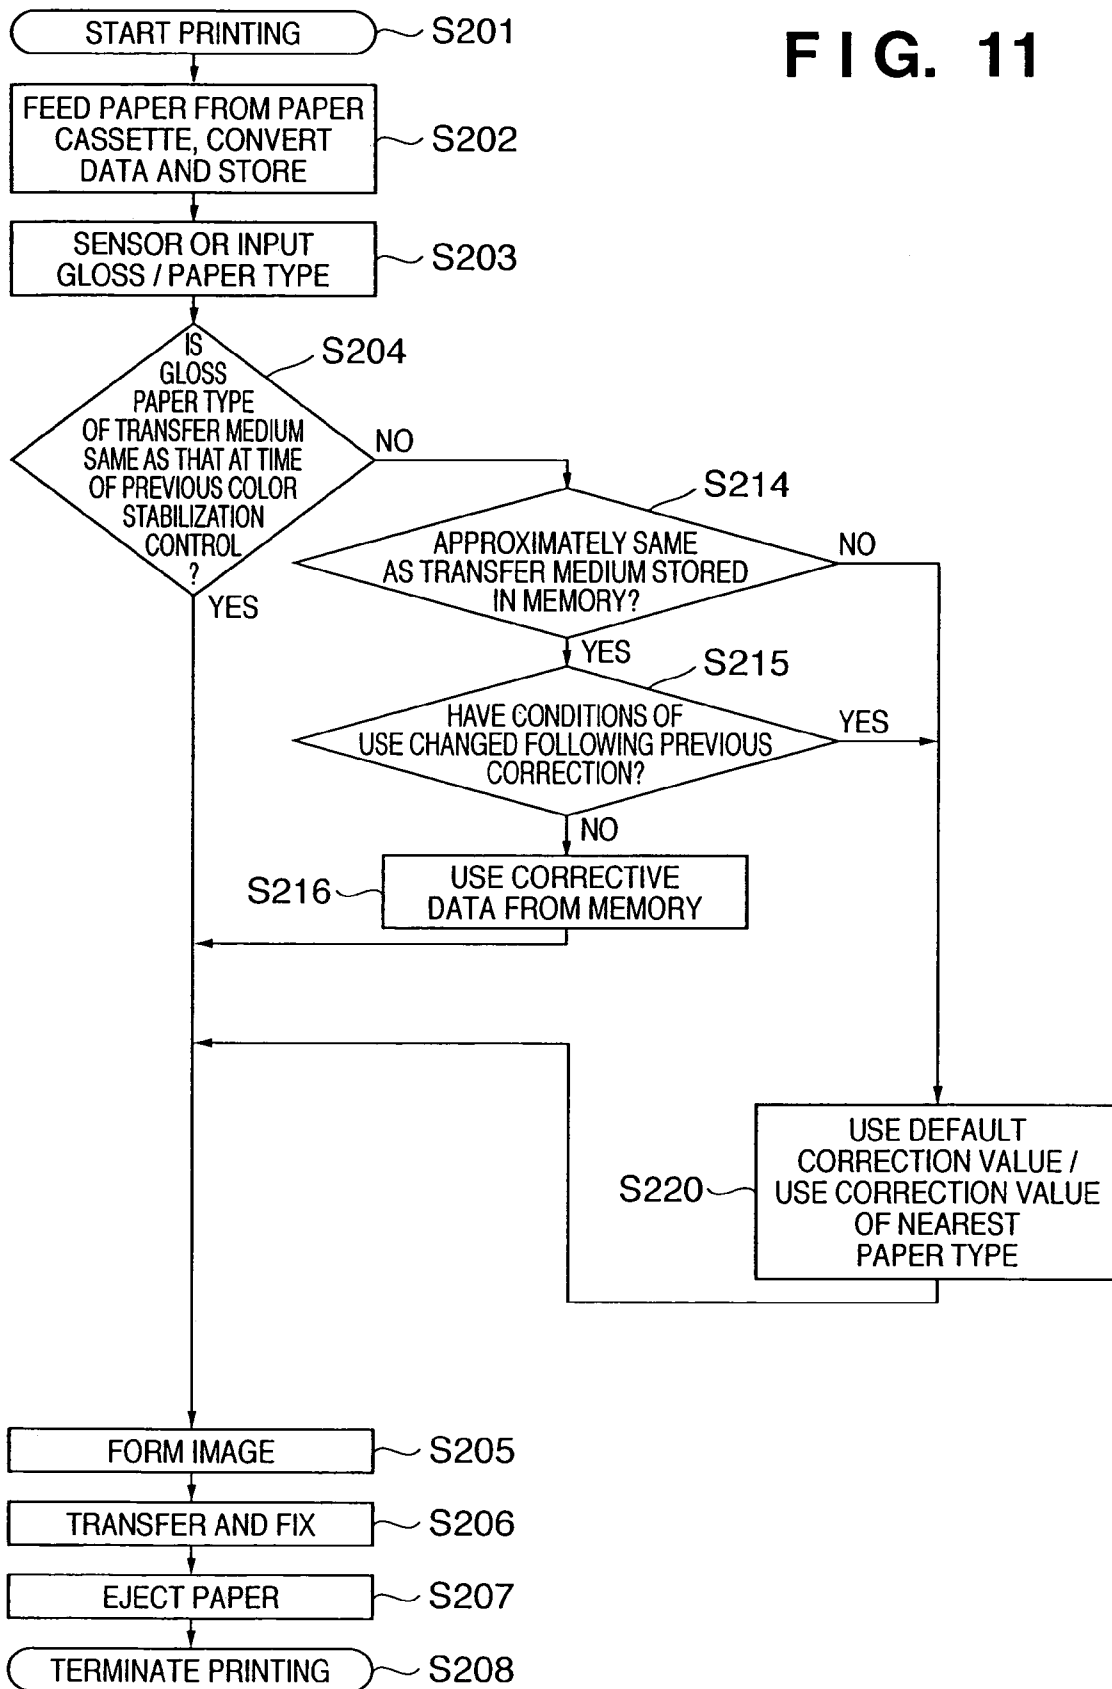 FIG. 11
START PRINTING
S201
FEED PAPER FROM PAPER
CASSETTE, CONVERT
DATA AND STORE
S202
SENSOR OR INPUT
GLOSS / PAPER TYPE
S203
IS
GLOSS
PAPER TYPE
OF TRANSFER MEDIUM
SAME AS THAT AT TIME
OF PREVIOUS COLOR
STABILIZATION
CONTROL
?
S204
NO
YES
APPROXIMATELY SAME
AS TRANSFER MEDIUM STORED
IN MEMORY?
S214
NO
YES
HAVE CONDITIONS OF
USE CHANGED FOLLOWING PREVIOUS
CORRECTION?
S215
YES
NO
S216
USE CORRECTIVE
DATA FROM MEMORY
S220
USE DEFAULT
CORRECTION VALUE /
USE CORRECTION VALUE
OF NEAREST
PAPER TYPE
FORM IMAGE
S205
TRANSFER AND FIX
S206
EJECT PAPER
S207
TERMINATE PRINTING
S208